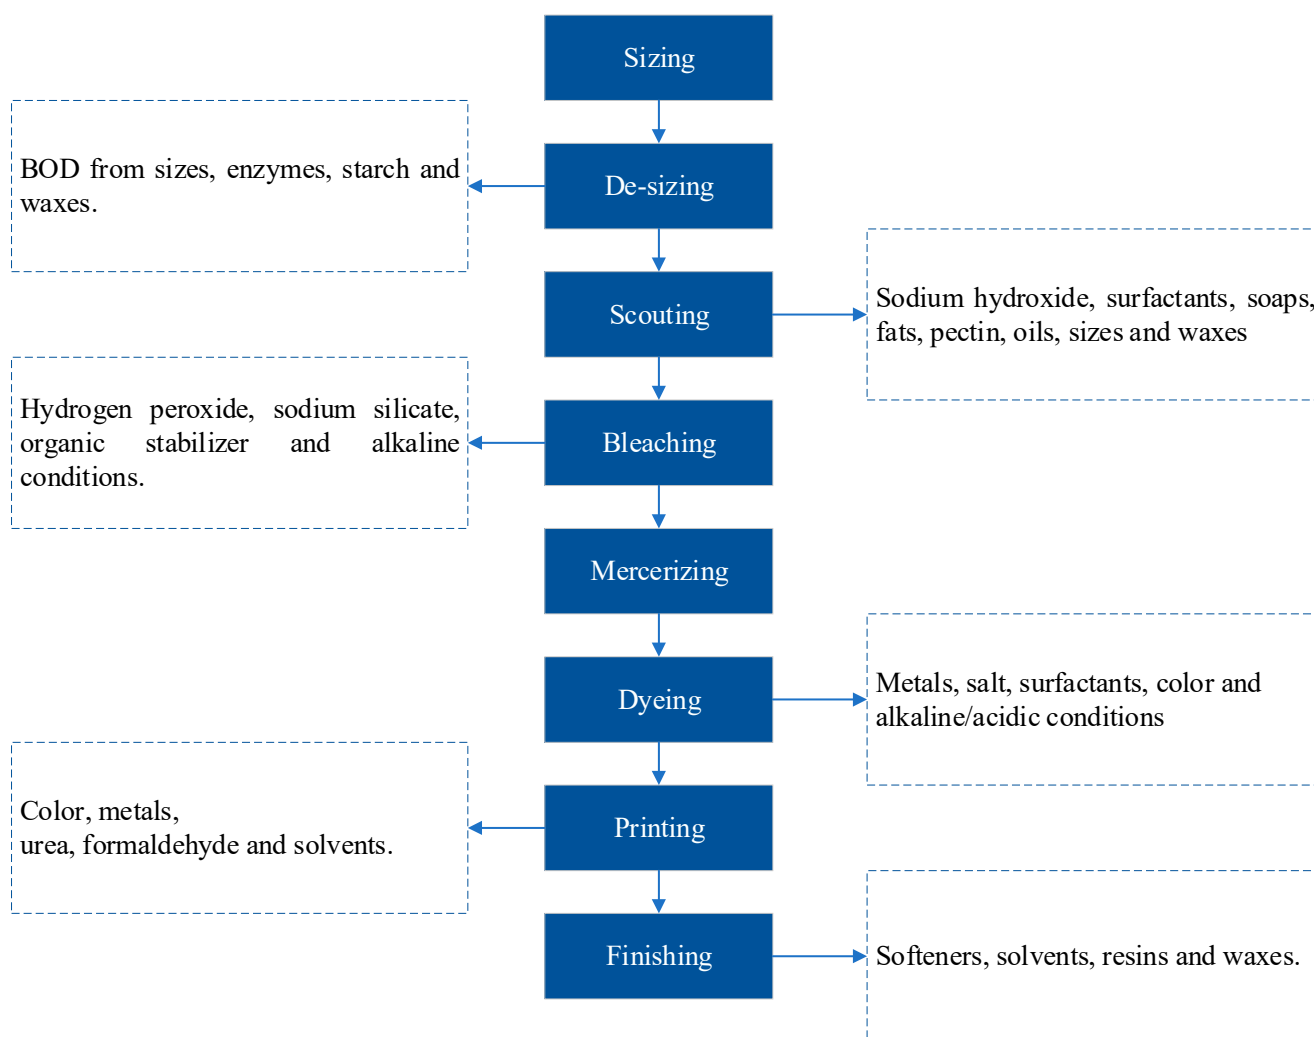 Sizing
BOD from sizes, enzymes, starch and
waxes.
De-sizing
Scouting
Sodium hydroxide, surfactants, soaps,
fats, pectin, oils, sizes and waxes
Hydrogen peroxide, sodium silicate,
organic stabilizer and alkaline
conditions.
Bleaching
Mercerizing
Dyeing
Metals, salt, surfactants, color and
alkaline/acidic conditions
Color, metals,
urea, formaldehyde and solvents.
Printing
Finishing
Softeners, solvents, resins and waxes.